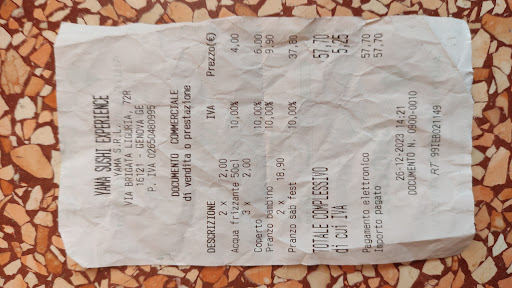 YAMA SUSHI EXPERIENCE
YAMA S.R.L.
VIA BRIGATA LIGURIA, 72R
16121 - GENOVA GE
P. IVA 02650480995
DOCUMENTO COMMERCIALE
di vendita o prestazione
DESCRIZIONE IVA Prezzo(€)
2 x 2,00
Acqua frizzante 50cl 10,00% 4,00
3 x 2,00
Coperto 10,00% 6,00
Pranzo bambino 10,00% 9,90
2 x 18,90
Pranzo sab fest 10,00% 37,80
TOTALE COMPLESSIVO 57,70
di cui IVA 5,25
Pagamento elettronico 57,70
Importo pagato 57,70
26-12-2023 14:21
DOCUMENTO N. 0800-0010
RT 99IEB021149